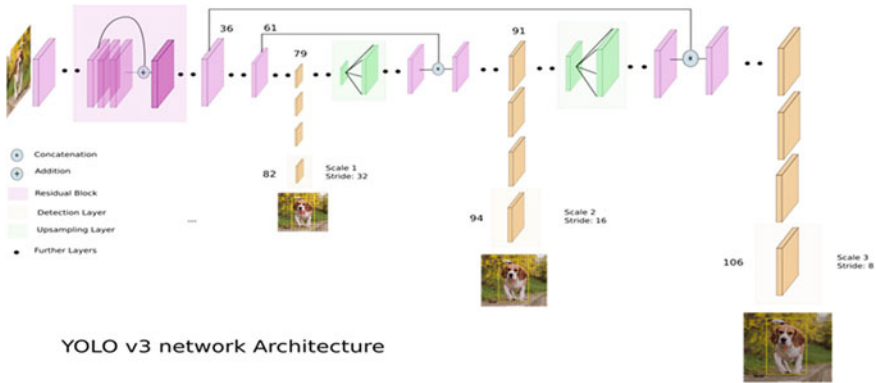 36
61
79
91
Concatenation
Addition
Residual Block
Detection Layer
Upsampling Layer
Further Layers
...
82
Scale 1
Stride: 32
94
Scale 2
Stride: 16
106
Scale 3
Stride: 8
YOLO v3 network Architecture